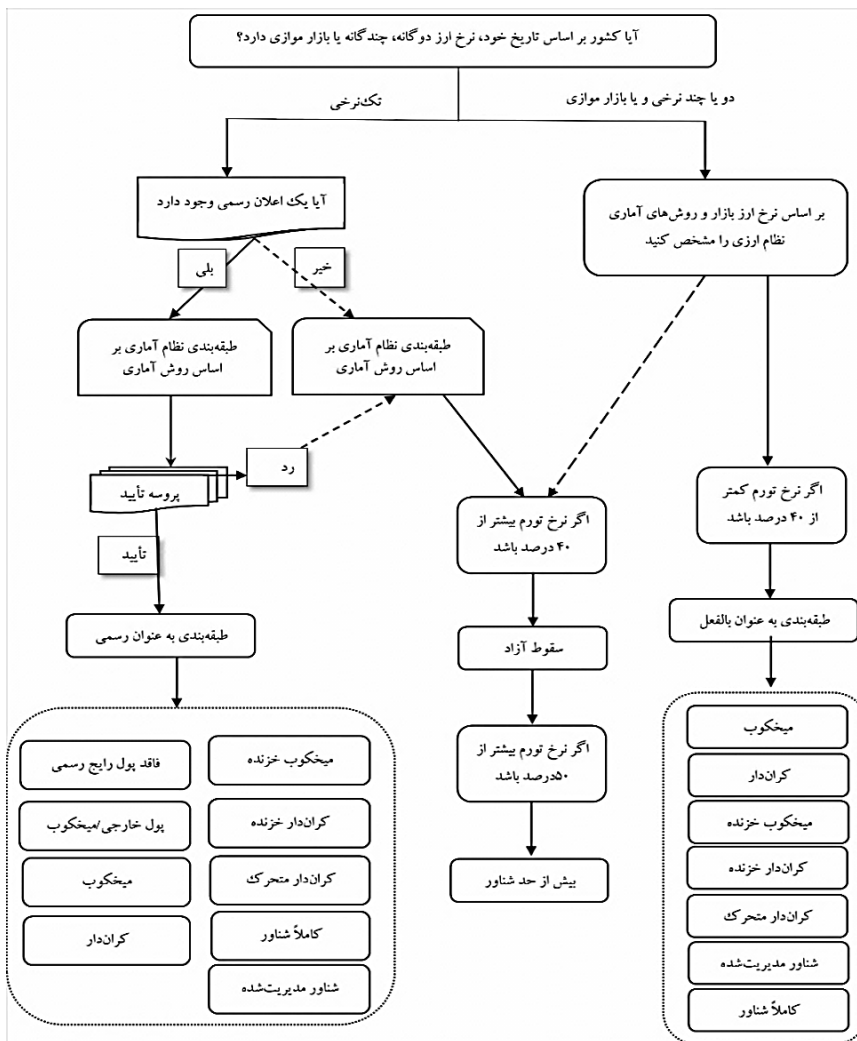 آیا کشور بر اساس تاریخ خود، نرخ ارز دوگانه، چندگانه یا بازار موازی دارد؟
دو یا چند نرخی و یا بازار موازی
تک‌نرخی
بر اساس نرخ ارز بازار و روش‌های آماری
نظام ارزی را مشخص کنید
آیا یک اعلان رسمی وجود دارد
خیر
بلی
طبقه‌بندی نظام آماری بر
اساس روش آماری
طبقه‌بندی نظام آماری بر
اساس روش آماری
رد
پروسه تأیید
تأیید
اگر نرخ تورم کمتر
از ۴۰ درصد باشد
اگر نرخ تورم بیشتر از
۴۰ درصد باشد
طبقه‌بندی به عنوان بالفعل
سقوط آزاد
طبقه‌بندی به عنوان رسمی
اگر نرخ تورم بیشتر از
۵۰درصد باشد
بیش از حد شناور
میخکوب
کران‌دار
میخکوب خزنده
کران‌دار خزنده
کران‌دار متحرک
شناور مدیریت‌شده
کاملاً شناور
میخکوب خزنده
کران‌دار خزنده
کران‌دار متحرک
کاملاً شناور
شناور مدیریت‌شده
فاقد پول رایج رسمی
پول خارجی/میخکوب
میخکوب
کران‌دار